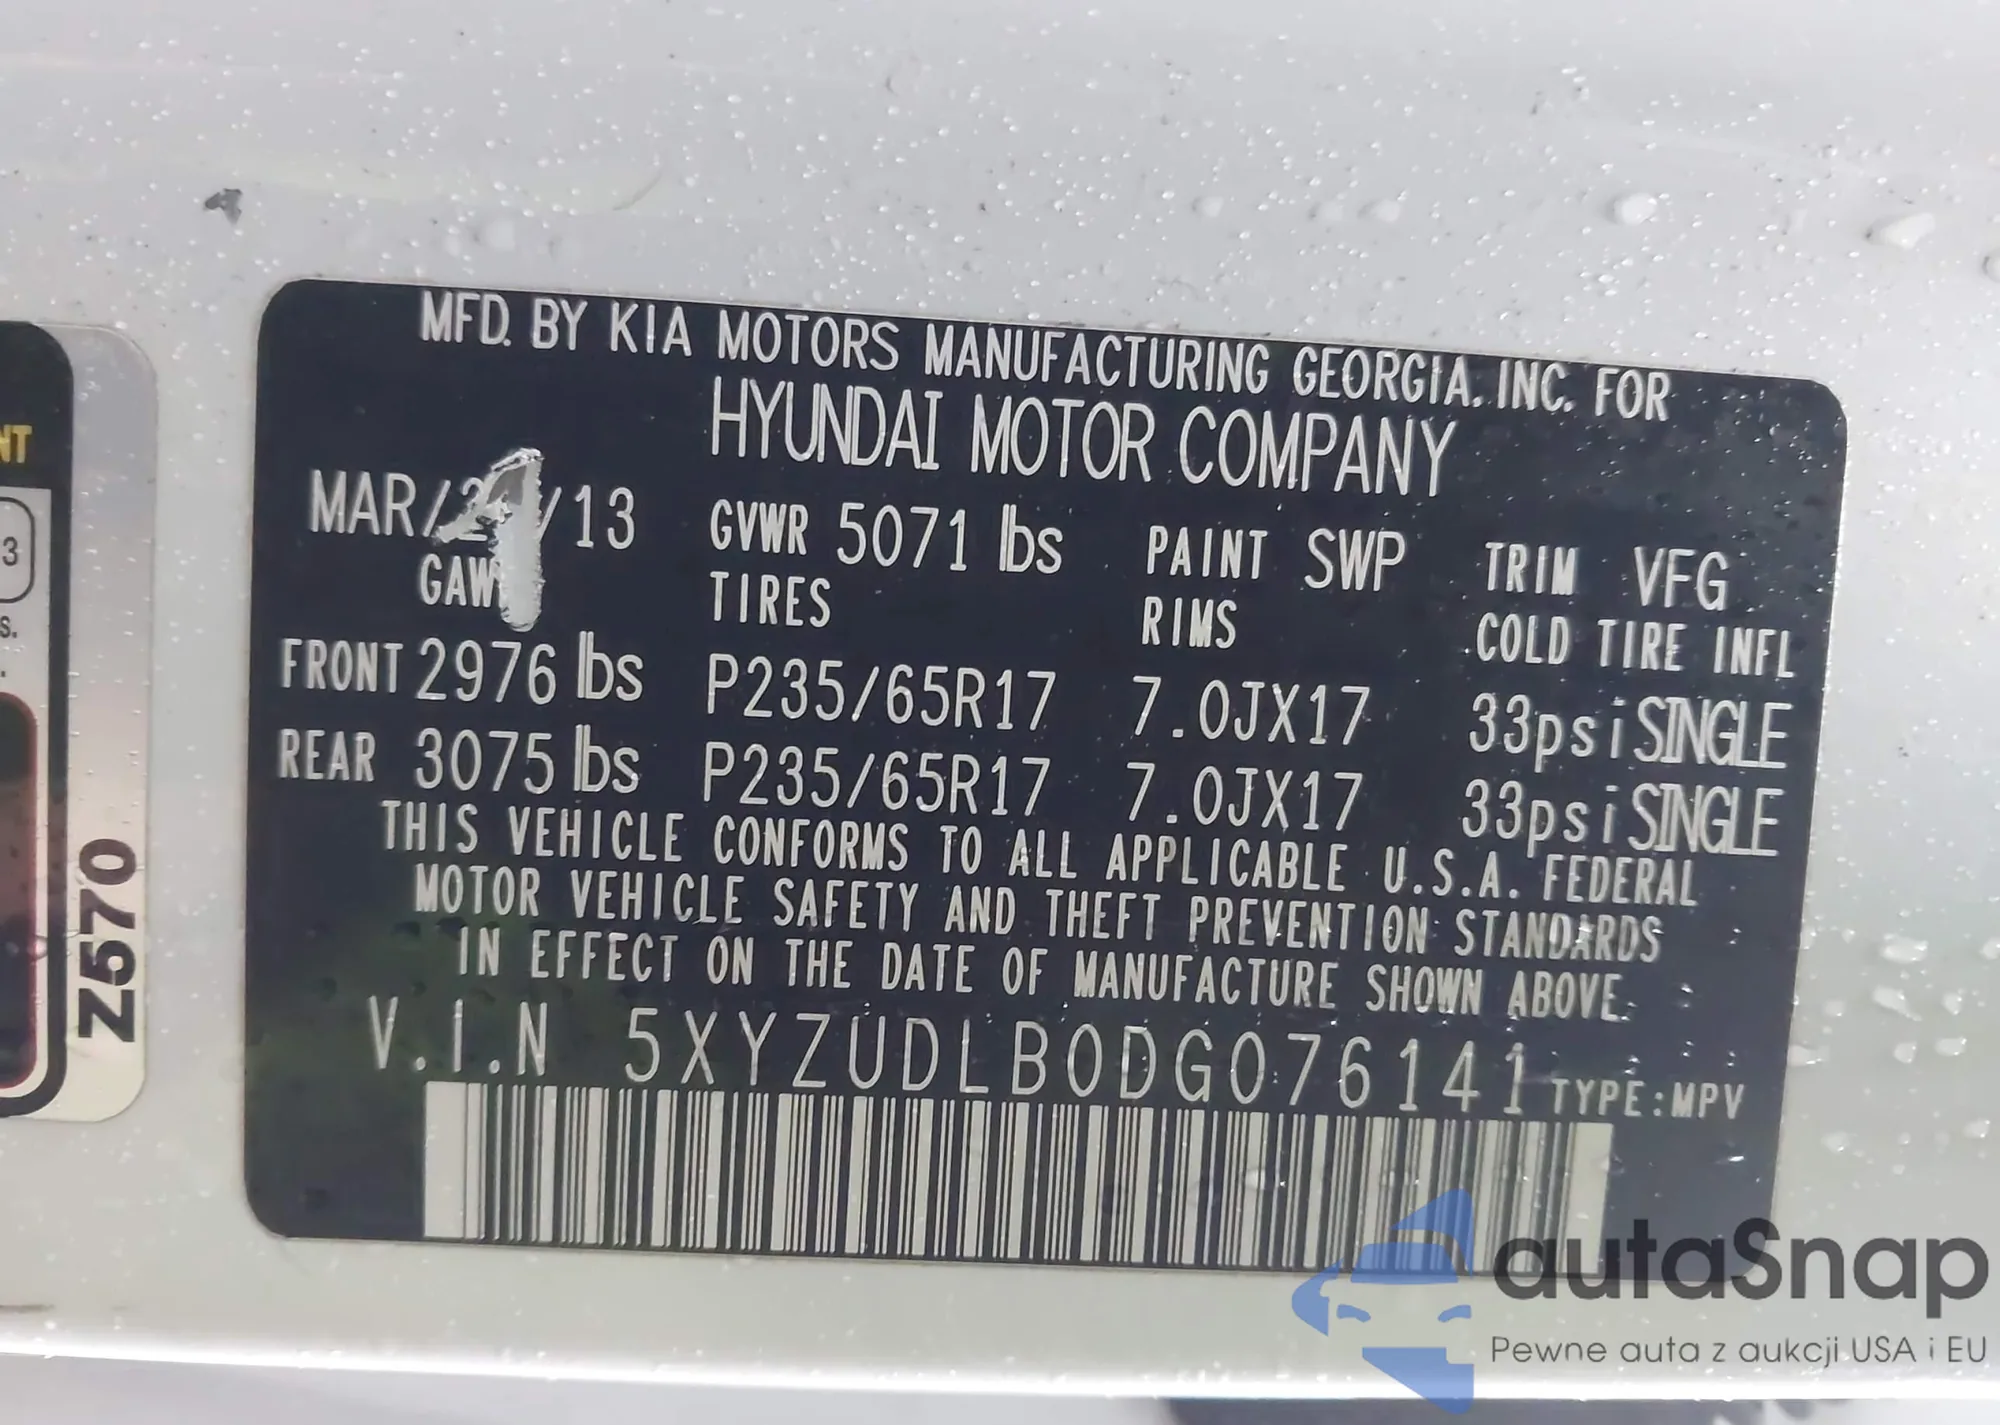 MFD. BY KIA MOTORS MANUFACTURING GEORGIA. INC. FOR
HYUNDAI MOTOR COMPANY
MAR/ /13 GVWR 5071 lbs PAINT SWP TRIM VFG
TIRES RIMS COLD TIRE INFL
FRONT 2976 lbs P235/65R17 7.0JX17 33psi SINGLE
REAR 3075 lbs P235/65R17 7.0JX17 33psi SINGLE
THIS VEHICLE CONFORMS TO ALL APPLICABLE U.S.A. FEDERAL
MOTOR VEHICLE SAFETY AND THEFT PREVENTION STANDARDS
IN EFFECT ON THE DATE OF MANUFACTURE SHOWN ABOVE.
V.I.N 5XYZUDLB0DG076141 TYPE:MPV
Z570
autaSnap
Pewne auta z aukcji USA i EU